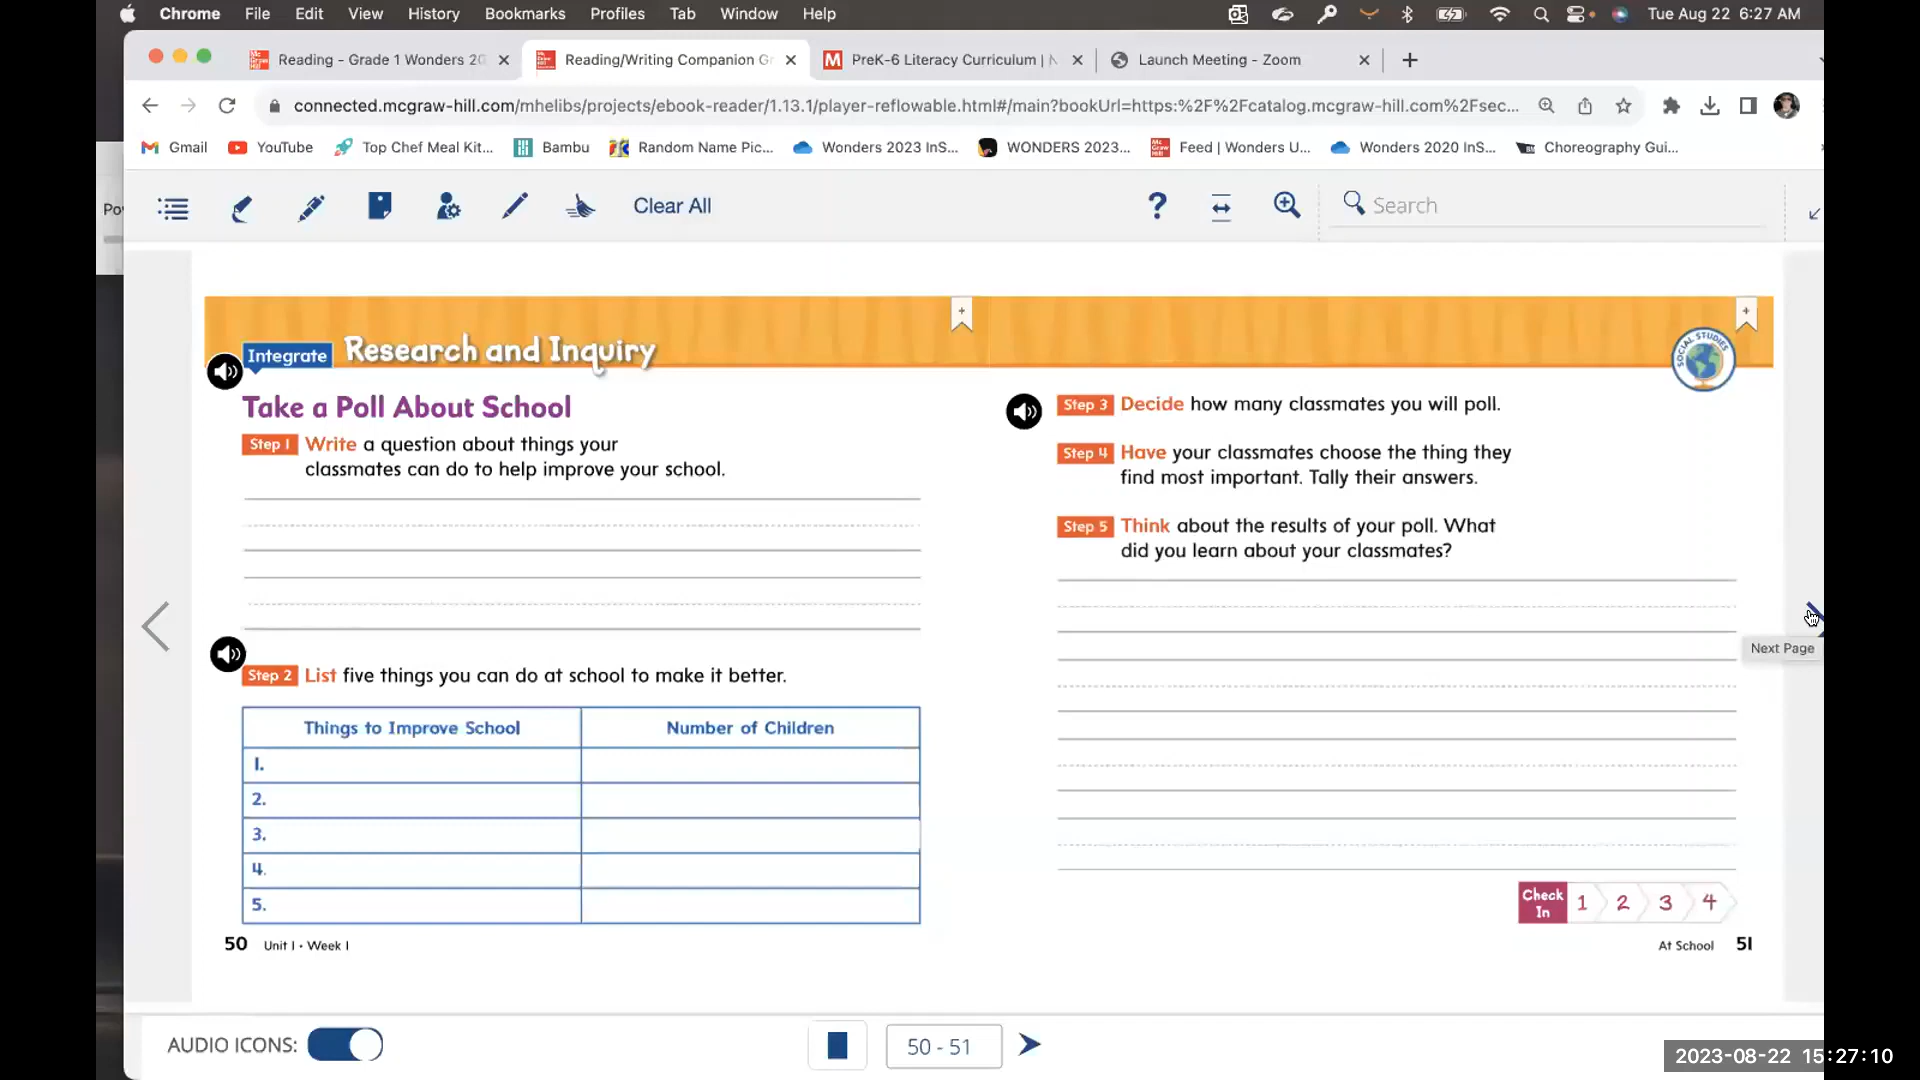 Chrome File Edit View History Bookmarks Profiles Tab Window Help Tue Aug 22 6:27 AM
Reading - Grade 1 Wonders 20 Reading/Writing Companion Gr PreK-6 Literacy Curriculum | Launch Meeting - Zoom
connected.mcgraw-hill.com/mhelibs/projects/ebook-reader/1.13.1/player-reflowable.html#/main?bookUrl=https:%2F%2Fcatalog.mcgraw-hill.com%2Fsec...
Gmail YouTube Top Chef Meal Kit... Bambu Random Name Pic... Wonders 2023 InS... WONDERS 2023... Feed | Wonders U... Wonders 2020 InS... Choreography Gui...
Clear All ? Search
Integrate Research and Inquiry
SOCIAL STUDIES
Take a Poll About School
Step 1 Write a question about things your
classmates can do to help improve your school.
Step 2 List five things you can do at school to make it better.
Things to Improve School Number of Children
1.
2.
3.
4.
5.
50 Unit 1 • Week 1
Step 3 Decide how many classmates you will poll.
Step 4 Have your classmates choose the thing they
find most important. Tally their answers.
Step 5 Think about the results of your poll. What
did you learn about your classmates?
Next Page
Check In 1 2 3 4
At School 51
AUDIO ICONS: 50 - 51
2023-08-22 15:27:10